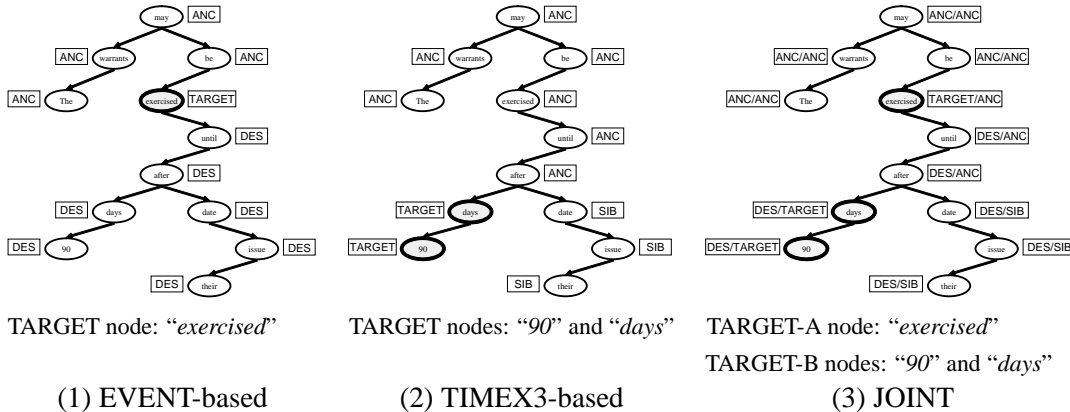 may ANC
ANC warrants be ANC
ANC The exercised TARGET
until DES
after DES
DES days date DES
DES 90 issue DES
DES their
TARGET node: “exercised”
(1) EVENT-based
may ANC
ANC warrants be ANC
ANC The exercised ANC
until ANC
after ANC
TARGET days date SIB
TARGET 90 issue SIB
SIB their
TARGET nodes: “90” and “days”
(2) TIMEX3-based
may ANC/ANC
ANC/ANC warrants be ANC/ANC
ANC/ANC The exercised TARGET/ANC
until DES/ANC
after DES/ANC
DES/TARGET days date DES/SIB
DES/TARGET 90 issue DES/SIB
DES/SIB their
TARGET-A node: “exercised”
TARGET-B nodes: “90” and “days”
(3) JOINT